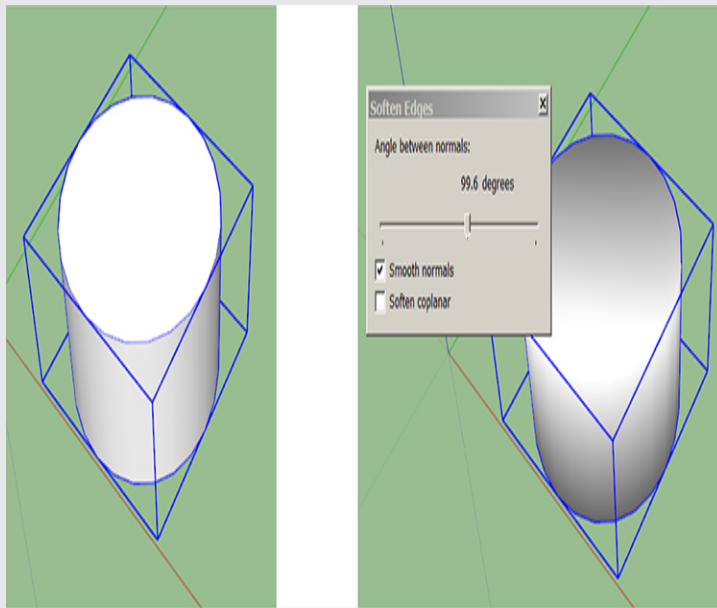 Soften Edges
Angle between normals:
99.6 degrees
Smooth normals
Soften coplanar